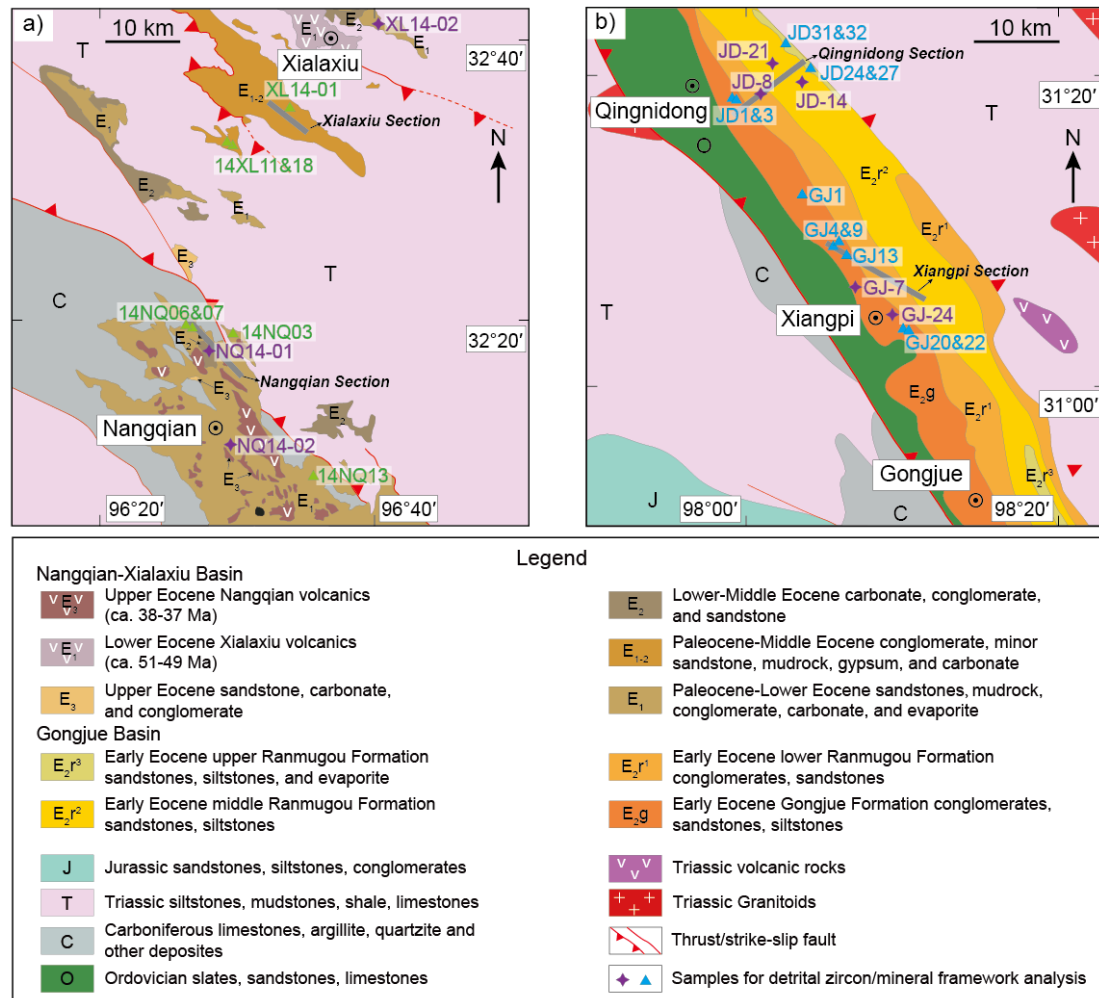 a)
10 km
T
E₁
XL14-02
E₁
Xialaxiu
32°40′
E₁
E₁₋₂
XL14-01
Xialaxiu Section
14XL11&18
N
E₂
E₁
T
E₃
C
14NQ06&07
14NQ03
32°20′
E₂
NQ14-01
E₃
Nangqian Section
E₂
Nangqian
NQ14-02
E₃
14NQ13
E₁
96°20′
96°40′
b)
10 km
JD31&32
JD-21
Qingnidong Section
JD24&27
JD-8
JD-14
Qingnidong
JD1&3
31°20′
T
O
N
E₂r²
GJ1
E₂r¹
GJ4&9
GJ13
C
Xiangpi Section
GJ-7
T
Xiangpi
GJ-24
GJ20&22
31°00′
E₂g
E₂r¹
Gongjue
E₂r³
J
C
98°00′
98°20′
Legend
Nangqian-Xialaxiu Basin
E₃ Upper Eocene Nangqian volcanics
(ca. 38-37 Ma)
E₁ Lower Eocene Xialaxiu volcanics
(ca. 51-49 Ma)
E₃ Upper Eocene sandstone, carbonate,
and conglomerate
E₂ Lower-Middle Eocene carbonate, conglomerate,
and sandstone
E₁₋₂ Paleocene-Middle Eocene conglomerate, minor
sandstone, mudrock, gypsum, and carbonate
E₁ Paleocene-Lower Eocene sandstones, mudrock,
conglomerate, carbonate, and evaporite
Gongjue Basin
E₂r³ Early Eocene upper Ranmugou Formation
sandstones, siltstones, and evaporite
E₂r² Early Eocene middle Ranmugou Formation
sandstones, siltstones
E₂r¹ Early Eocene lower Ranmugou Formation
conglomerates, sandstones
E₂g Early Eocene Gongjue Formation conglomerates,
sandstones, siltstones
J Jurassic sandstones, siltstones, conglomerates
T Triassic siltstones, mudstones, shale, limestones
C Carboniferous limestones, argillite, quartzite and
other deposites
O Ordovician slates, sandstones, limestones
Triassic volcanic rocks
Triassic Granitoids
Thrust/strike-slip fault
Samples for detrital zircon/mineral framework analysis